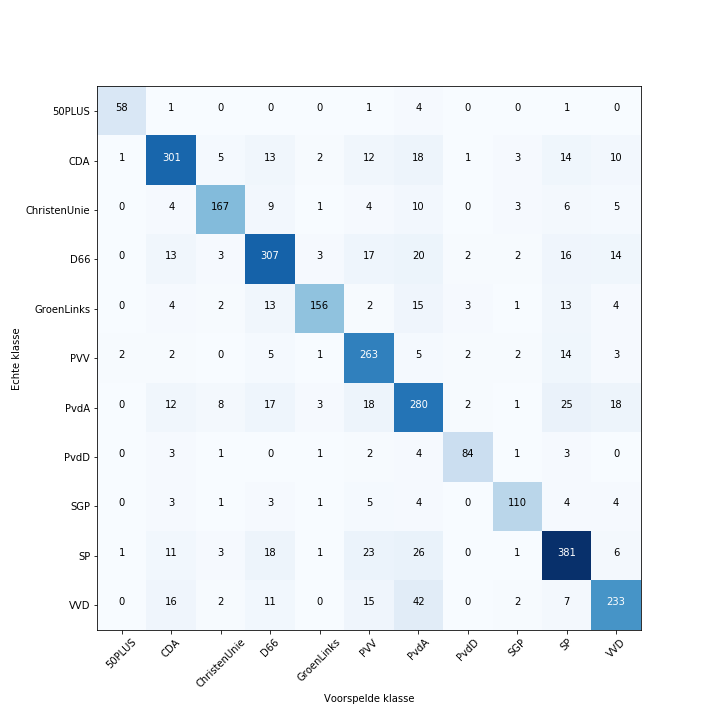 50PLUS 58 1 0 0 0 1 4 0 0 1 0
CDA 1 301 5 13 2 12 18 1 3 14 10
ChristenUnie 0 4 167 9 1 4 10 0 3 6 5
D66 0 13 3 307 3 17 20 2 2 16 14
GroenLinks 0 4 2 13 156 2 15 3 1 13 4
PVV 2 2 0 5 1 263 5 2 2 14 3
PvdA 0 12 8 17 3 18 280 2 1 25 18
PvdD 0 3 1 0 1 2 4 84 1 3 0
SGP 0 3 1 3 1 5 4 0 110 4 4
SP 1 11 3 18 1 23 26 0 1 381 6
VVD 0 16 2 11 0 15 42 0 2 7 233
50PLUS CDA ChristenUnie D66 GroenLinks PVV PvdA PvdD SGP SP VVD
Echte klasse
Voorspelde klasse